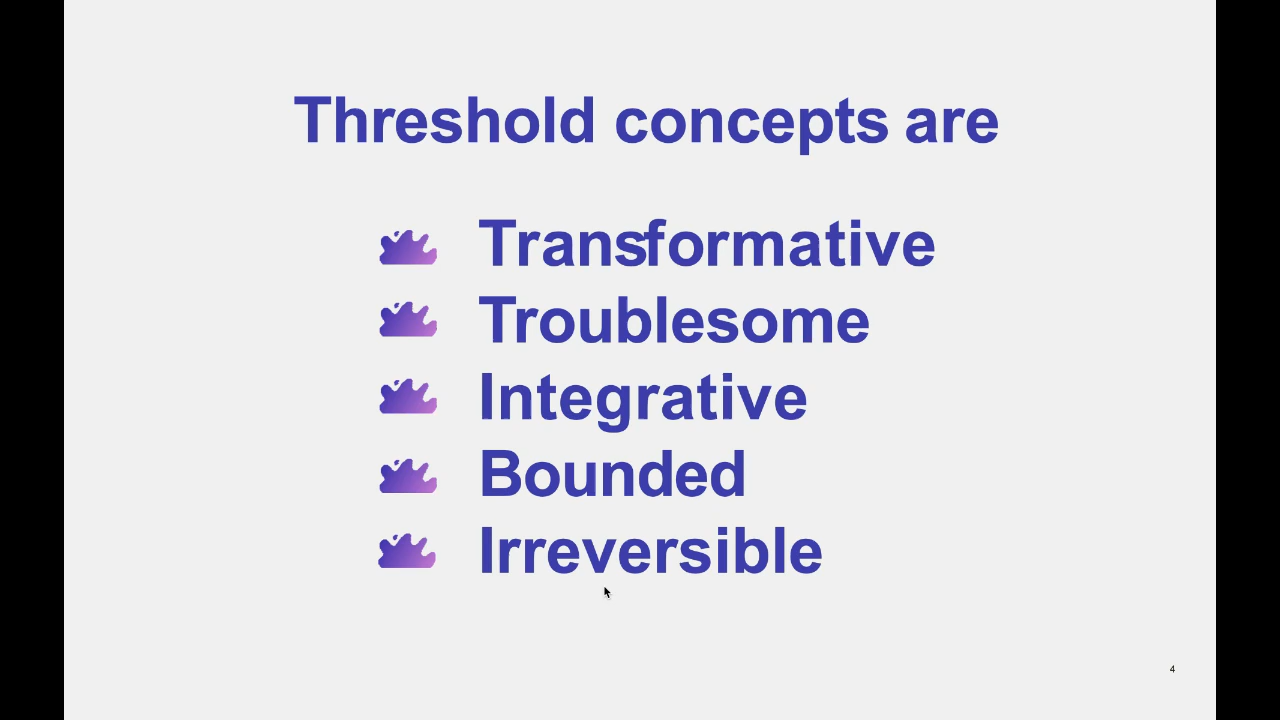 Threshold concepts are
Transformative
Troublesome
Integrative
Bounded
Irreversible
4